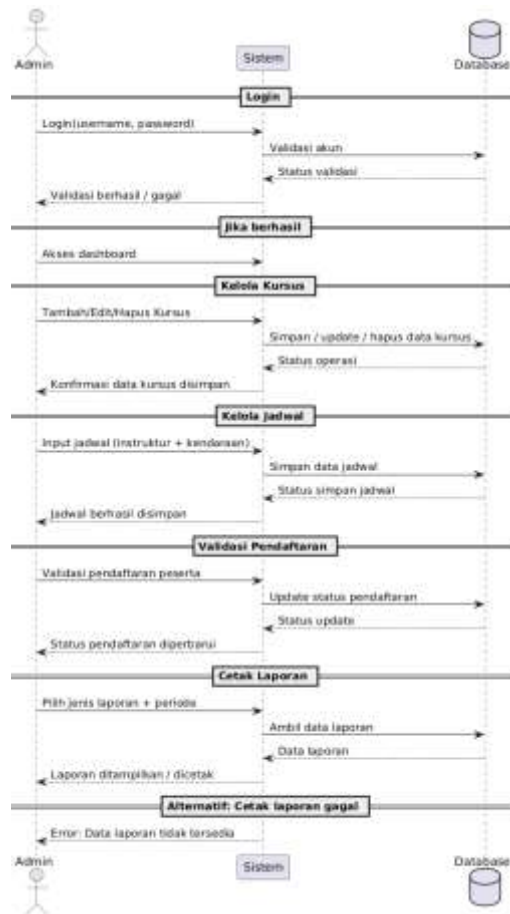 Admin
Sistem
Database
Login
Login(username, password)
Validasi akun
Status validasi
Validasi berhasil / gagal
Jika berhasil
Akses dashboard
Kelola Kursus
Tambah/Edit/Hapus Kursus
Simpan / update / hapus data kursus
Status operasi
Konfirmasi data kursus disimpan
Kelola Jadwal
Input jadwal (instruktur + kendaraan)
Simpan data jadwal
Status simpan jadwal
Jadwal berhasil disimpan
Validasi Pendaftaran
Validasi pendaftaran peserta
Update status pendaftaran
Status update
Status pendaftaran diperbarui
Cetak Laporan
Pilih jenis laporan + periode
Ambil data laporan
Data laporan
Laporan ditampilkan / dicetak
Alternatif: Cetak laporan gagal
Error: Data laporan tidak tersedia
Admin
Sistem
Database